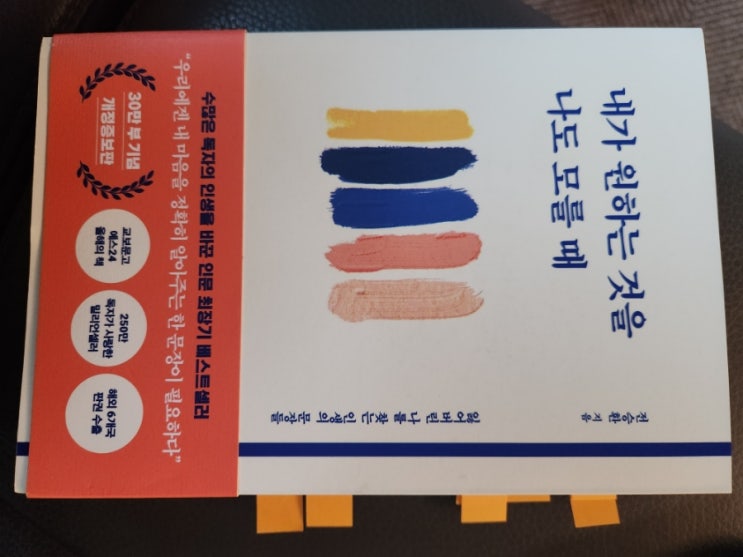 내가 원하는 것을
나도 모를 때
전승환 지음
잃어버린 나를 찾는 인생의 문장들
수많은 독자의 인생을 바꾼 인문 최장기 베스트셀러
"우리에겐 내 마음을 정확히 알아주는 한 문장이 필요하다"
30만 부 기념
개정증보판
교보문고
예스24
올해의 책
250만
독자가 사랑한
밀리언셀러
해외 6개국
판권 수출